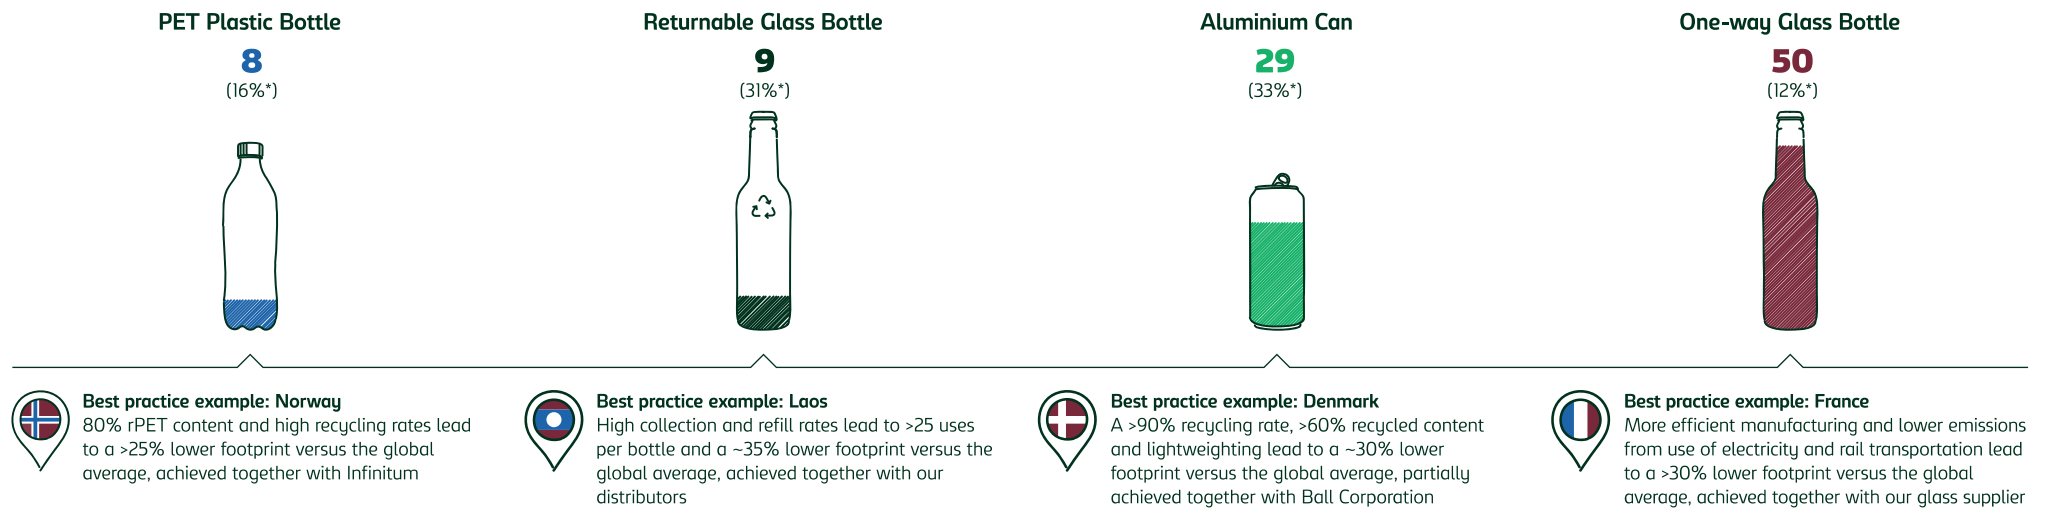 PET Plastic Bottle
8
(16%*)
Returnable Glass Bottle
9
(31%*)
Aluminium Can
29
(33%*)
One-way Glass Bottle
50
(12%*)
Best practice example: Norway
80% rPET content and high recycling rates lead
to a >25% lower footprint versus the global
average, achieved together with Infinitum
Best practice example: Laos
High collection and refill rates lead to >25 uses
per bottle and a ~35% lower footprint versus the
global average, achieved together with our
distributors
Best practice example: Denmark
A >90% recycling rate, >60% recycled content
and lightweighting lead to a ~30% lower
footprint versus the global average, partially
achieved together with Ball Corporation
Best practice example: France
More efficient manufacturing and lower emissions
from use of electricity and rail transportation lead
to a >30% lower footprint versus the global
average, achieved together with our glass supplier